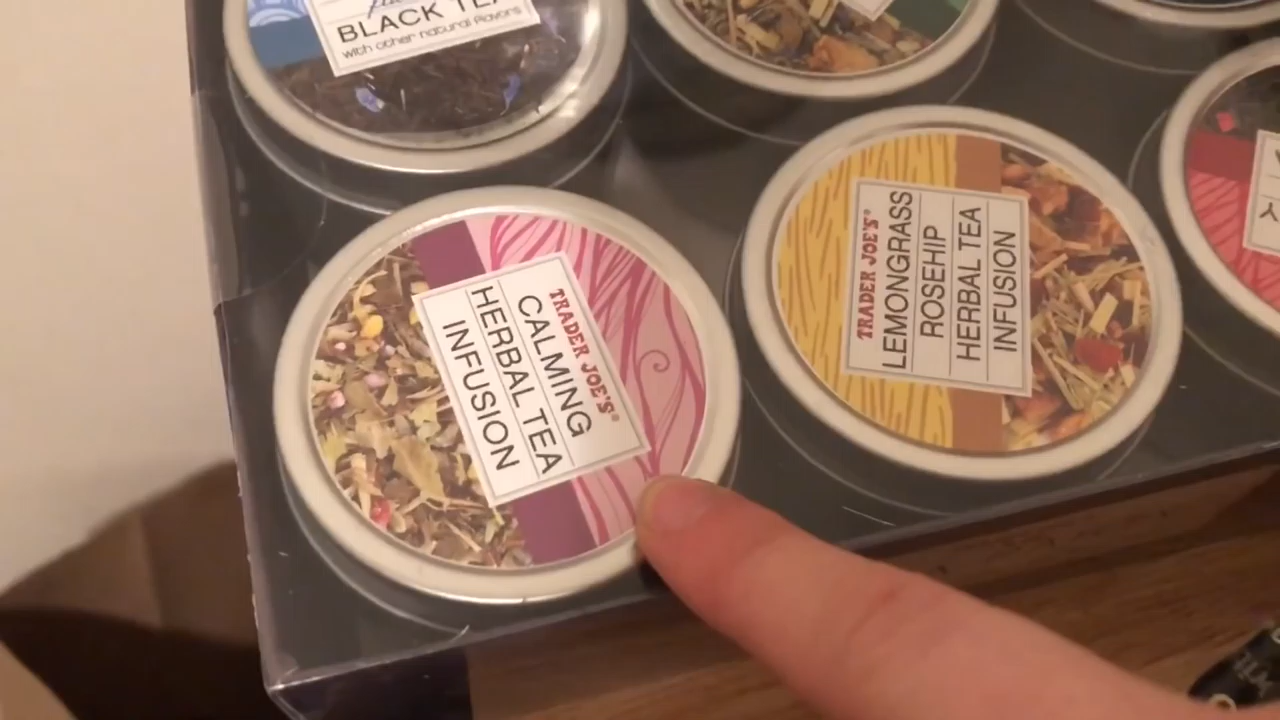 BLACK TEA
with other natural flavors
TRADER JOE'S®
CALMING
HERBAL TEA
INFUSION
TRADER JOE'S®
LEMONGRASS
ROSEHIP
HERBAL TEA
INFUSION